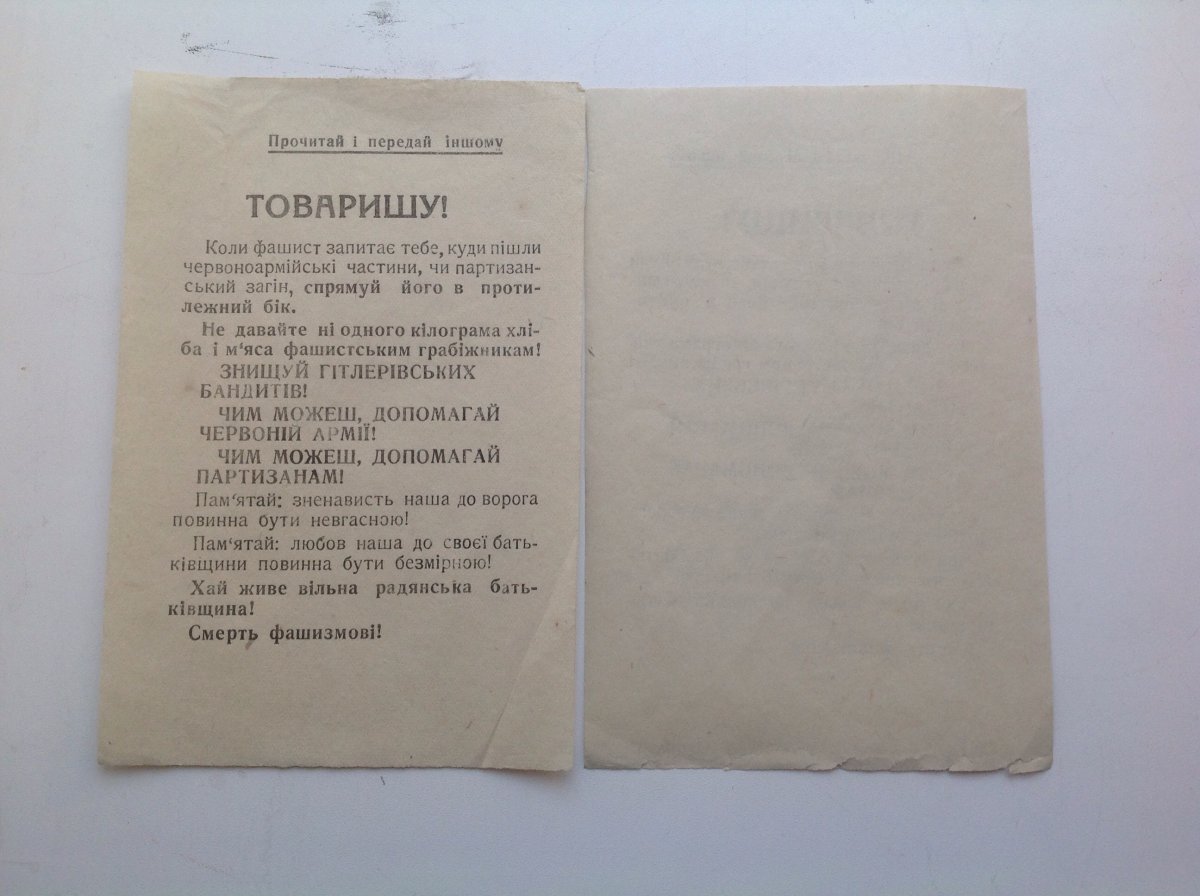 Прочитай і передай іншому
ТОВАРИШУ!
Коли фашист запитає тебе, куди пішли
червоноармійські частини, чи партизан-
ський загін, спрямуй його в проти-
лежний бік.
Не давайте ні одного кілограма хлі-
ба і м‘яса фашистським грабіжникам!
ЗНИЩУЙ ГІТЛЕРІВСЬКИХ
БАНДИТІВ!
ЧИМ МОЖЕШ, ДОПОМАГАЙ
ЧЕРВОНІЙ АРМІЇ!
ЧИМ МОЖЕШ, ДОПОМАГАЙ
ПАРТИЗАНАМ!
Пам‘ятай: зненависть наша до ворога
повинна бути невгасною!
Пам‘ятай: любов наша до своєї бать-
ківщини повинна бути безмірною!
Хай живе вільна радянська бать-
ківщина!
Смерть фашизмові!